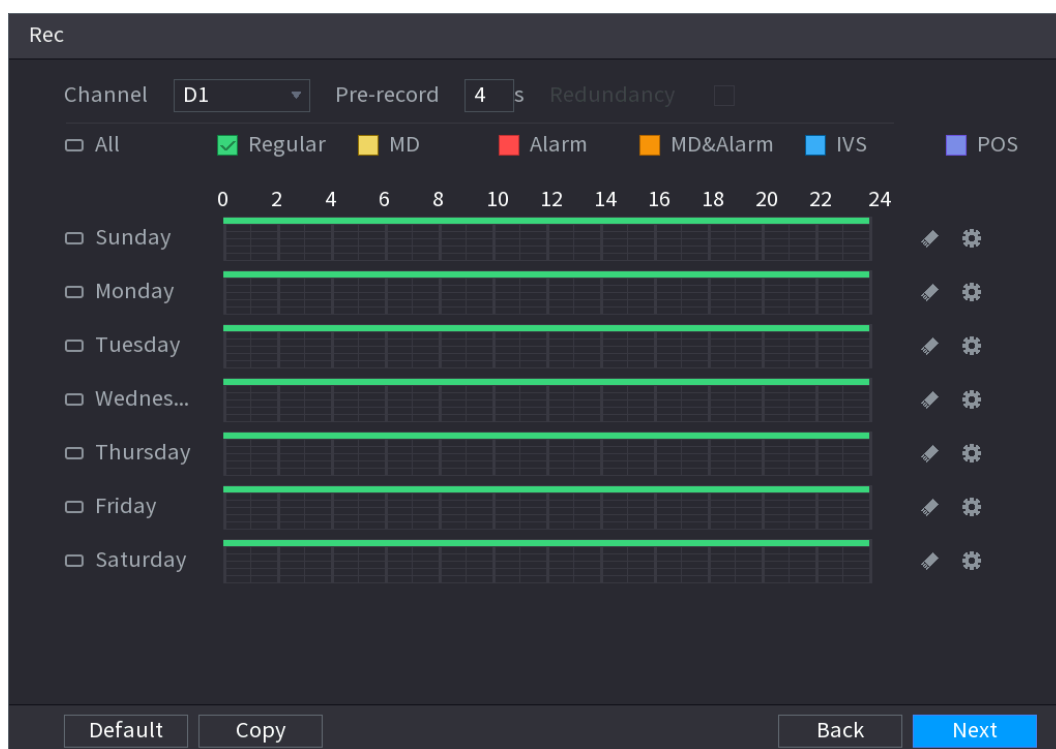 Rec
Channel D1 Pre-record 4 s Redundancy
All Regular MD Alarm MD&Alarm IVS POS
0 2 4 6 8 10 12 14 16 18 20 22 24
Sunday
Monday
Tuesday
Wednes...
Thursday
Friday
Saturday
Default Copy Back Next